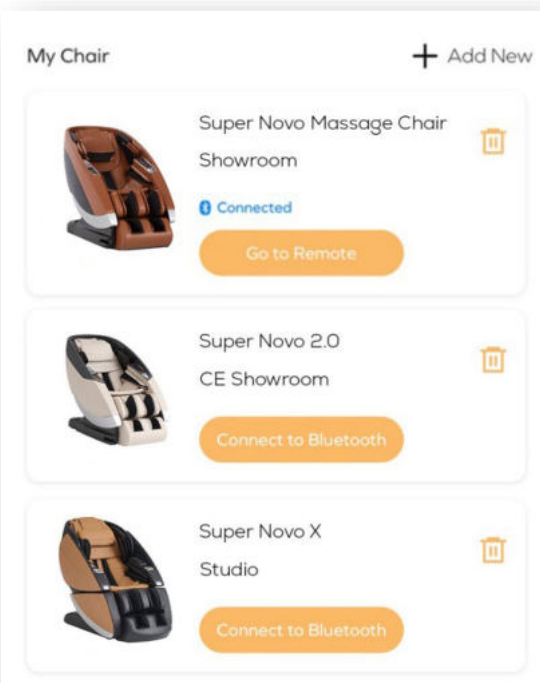 My Chair
Add New
Super Novo Massage Chair
Showroom
Connected
Go to Remote
Super Novo 2.0
CE Showroom
Connect to Bluetooth
Super Novo X
Studio
Connect to Bluetooth